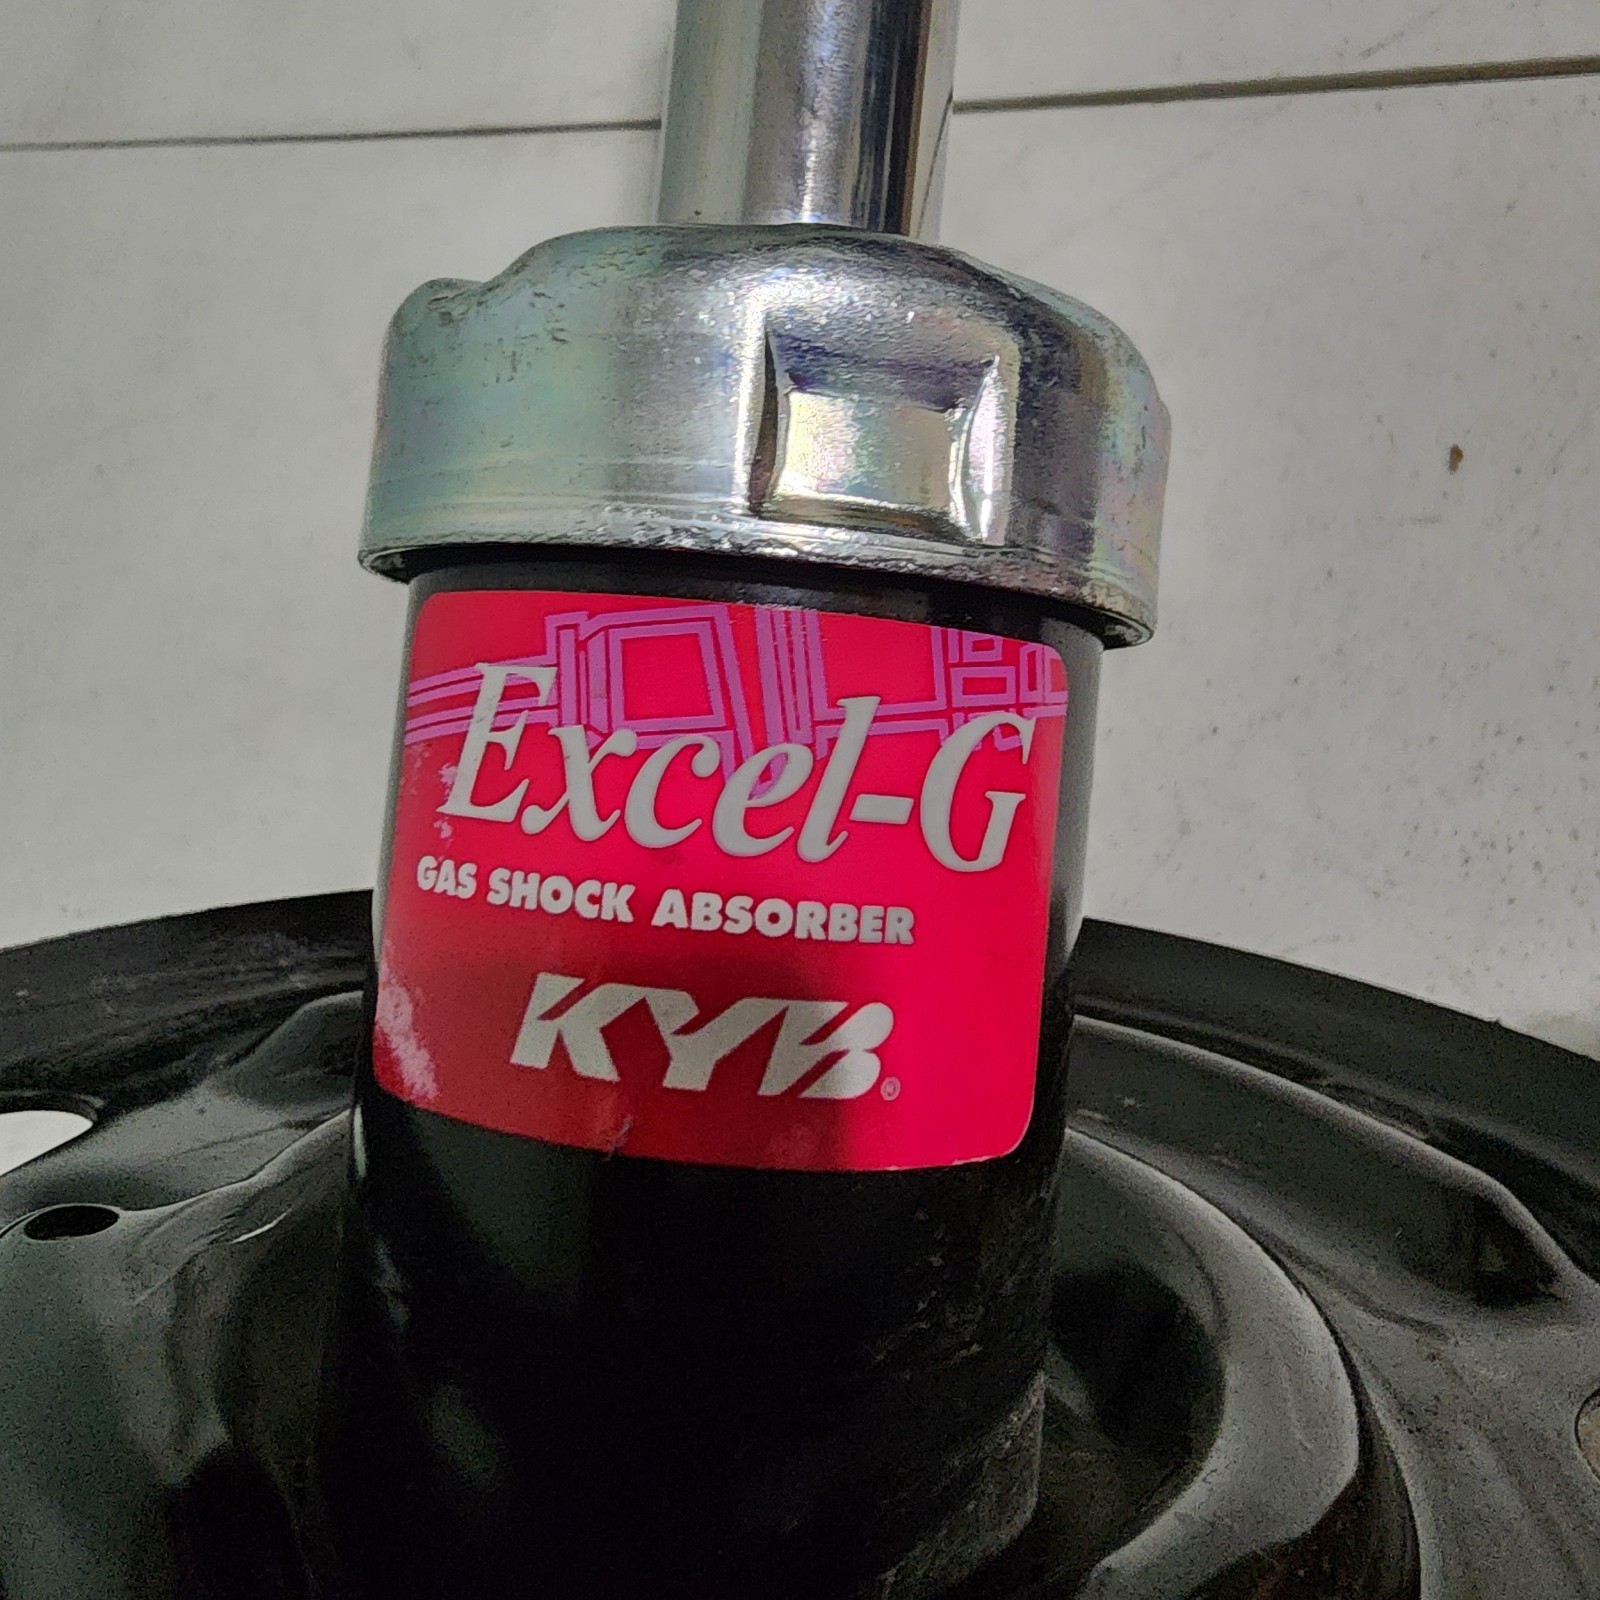 Excel-G
GAS SHOCK ABSORBER
KYB®